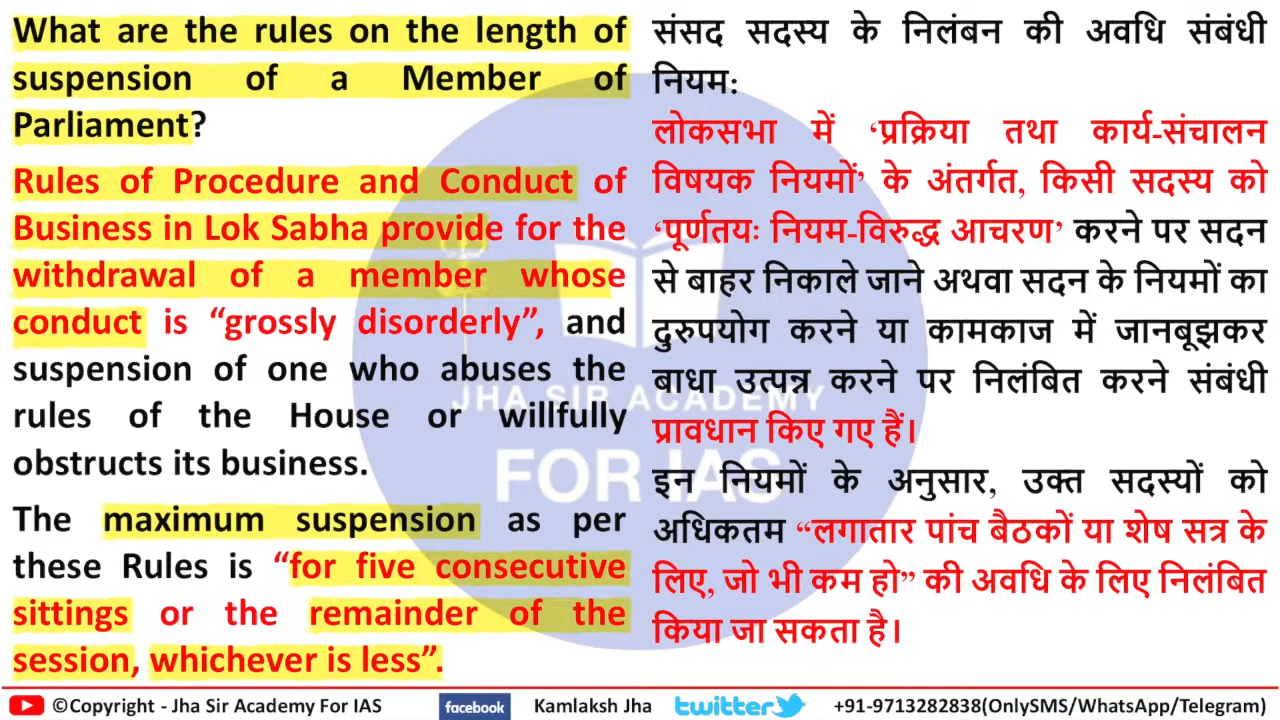 What are the rules on the length of
suspension of a Member of
Parliament?
Rules of Procedure and Conduct of
Business in Lok Sabha provide for the
withdrawal of a member whose
conduct is “grossly disorderly”, and
suspension of one who abuses the
rules of the House or willfully
obstructs its business.
The maximum suspension as per
these Rules is “for five consecutive
sittings or the remainder of the
session, whichever is less”.
संसद सदस्य के निलंबन की अवधि संबंधी
नियम:
लोकसभा में ‘प्रक्रिया तथा कार्य-संचालन
विषयक नियमों’ के अंतर्गत, किसी सदस्य को
‘पूर्णतयः नियम-विरुद्ध आचरण’ करने पर सदन
से बाहर निकाले जाने अथवा सदन के नियमों का
दुरुपयोग करने या कामकाज में जानबूझकर
बाधा उत्पन्न करने पर निलंबित करने संबंधी
प्रावधान किए गए हैं।
इन नियमों के अनुसार, उक्त सदस्यों को
अधिकतम “लगातार पांच बैठकों या शेष सत्र के
लिए, जो भी कम हो” की अवधि के लिए निलंबित
किया जा सकता है।
JHA SIR ACADEMY
FOR IAS
©Copyright - Jha Sir Academy For IAS facebook Kamlaksh Jha twitter +91-9713282838(OnlySMS/WhatsApp/Telegram)